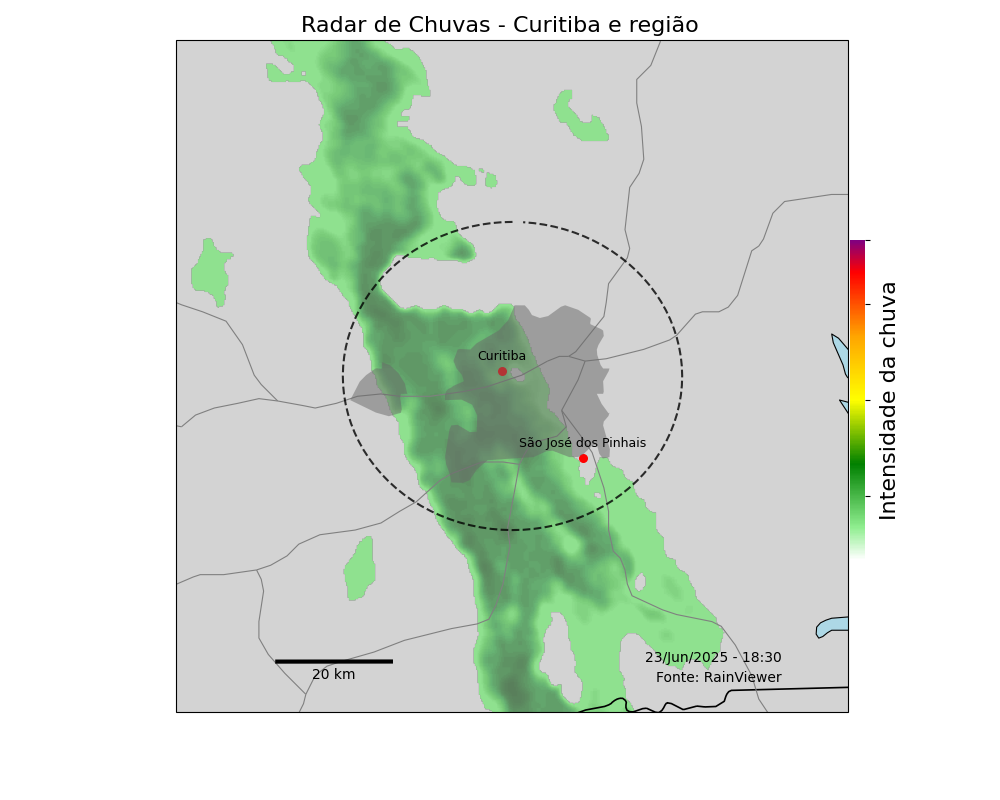 Radar de Chuvas - Curitiba e região
Curitiba
São José dos Pinhais
Intensidade da chuva
23/Jun/2025 - 18:30
Fonte: RainViewer
20 km